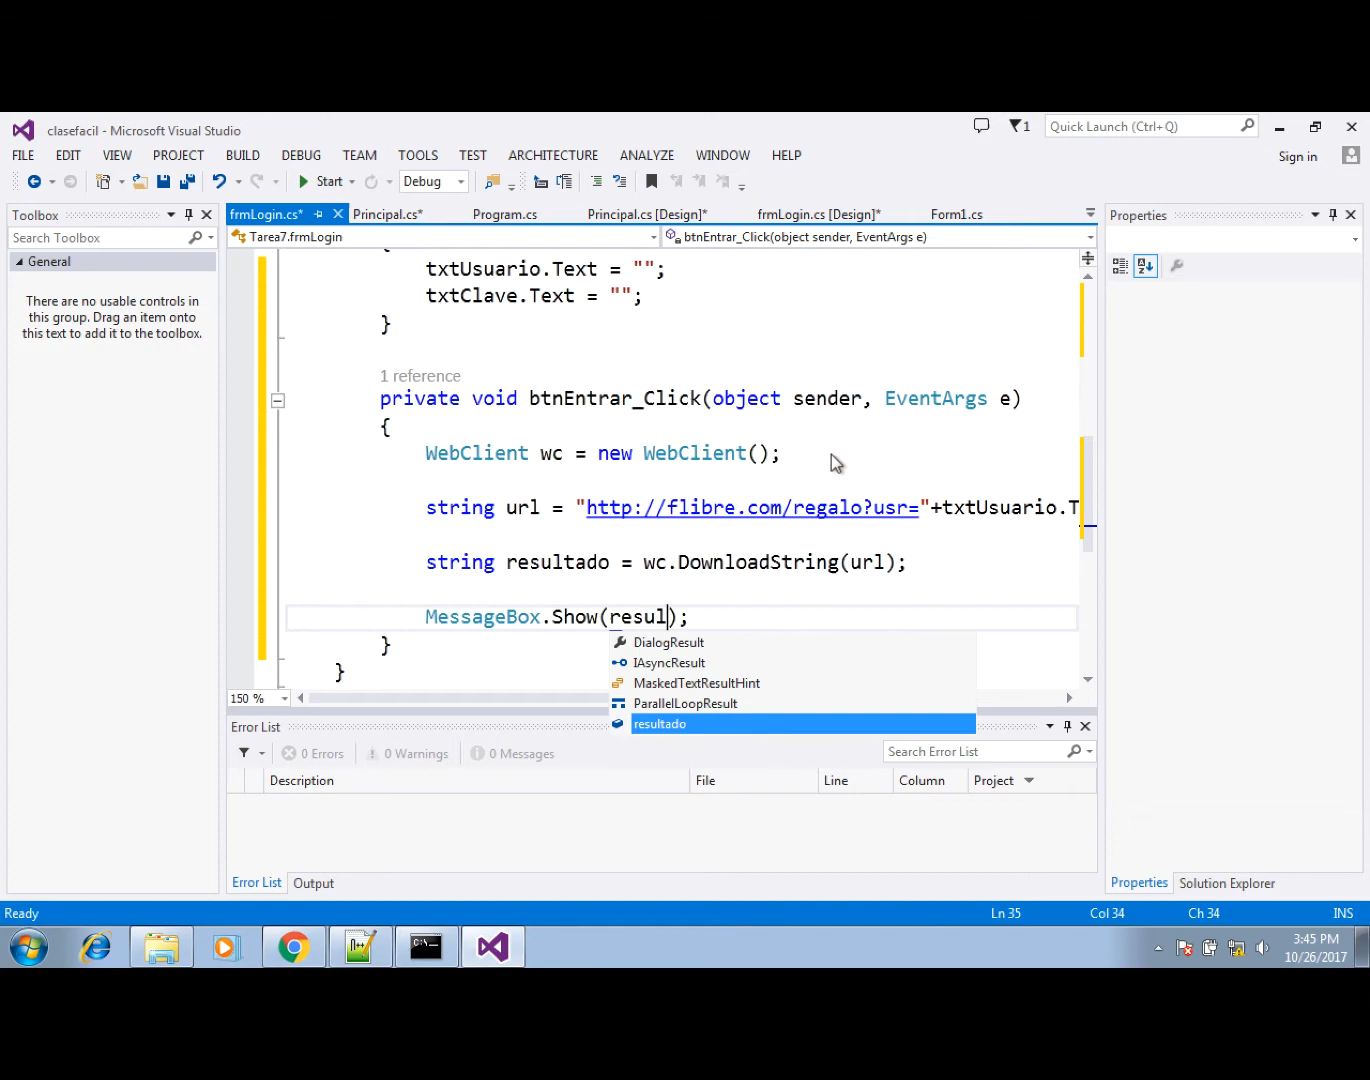 clasefacil - Microsoft Visual Studio
1
Quick Launch (Ctrl+Q)
FILE EDIT VIEW PROJECT BUILD DEBUG TEAM TOOLS TEST ARCHITECTURE ANALYZE WINDOW HELP
Sign in
Start
Debug
Toolbox
frmLogin.cs* Principal.cs* Program.cs Principal.cs [Design]* frmLogin.cs [Design]* Form1.cs
Properties
Search Toolbox
Tarea7.frmLogin
btnEntrar_Click(object sender, EventArgs e)
General
There are no usable controls in
this group. Drag an item onto
this text to add it to the toolbox.
txtUsuario.Text = "";
txtClave.Text = "";
}
1 reference
private void btnEntrar_Click(object sender, EventArgs e)
{
WebClient wc = new WebClient();
string url = "http://flibre.com/regalo?usr="+txtUsuario.T
string resultado = wc.DownloadString(url);
MessageBox.Show(resul);
}
}
DialogResult
IAsyncResult
MaskedTextResultHint
ParallelLoopResult
resultado
150 %
Error List
0 Errors 0 Warnings 0 Messages
Search Error List
Description File Line Column Project
Error List Output
Properties Solution Explorer
Ready
Ln 35 Col 34 Ch 34 INS
3:45 PM
10/26/2017